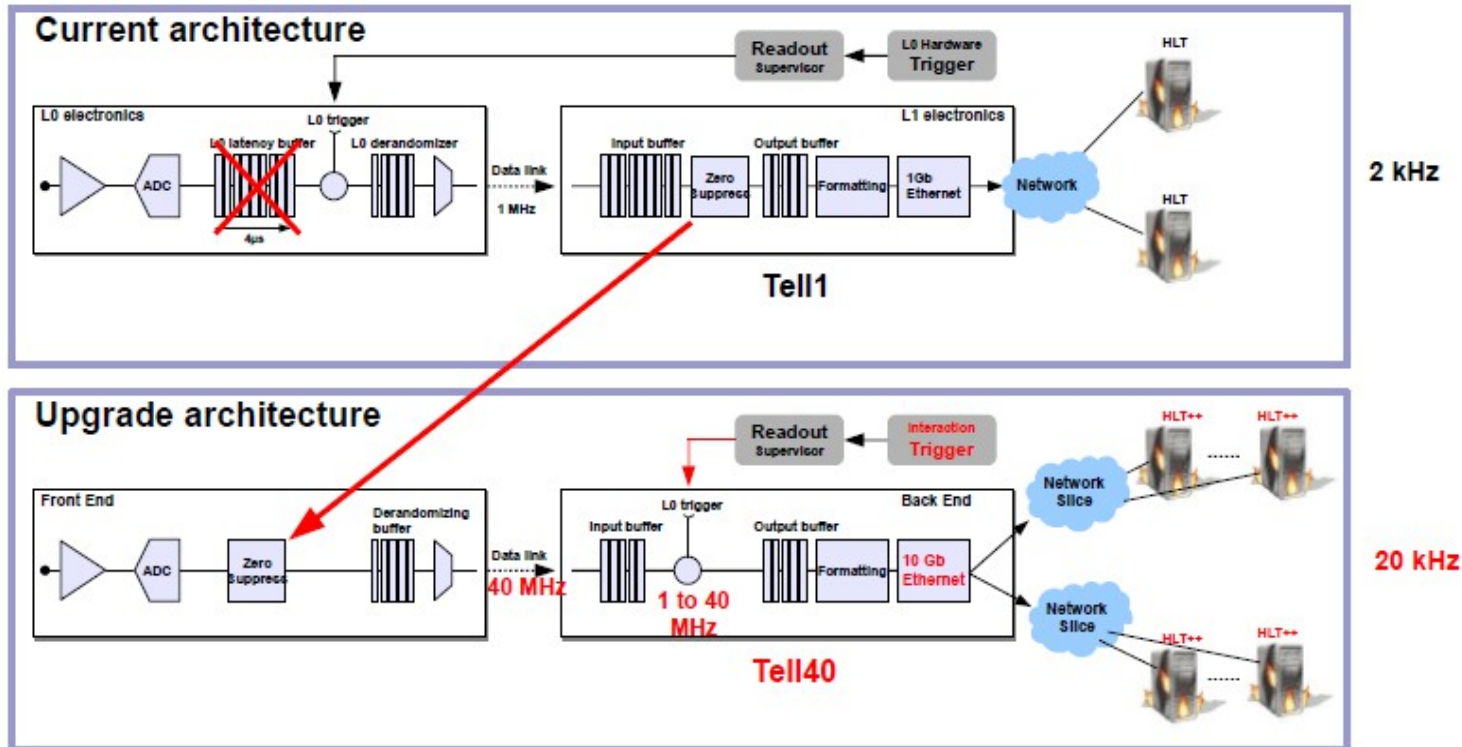 Current architecture
Readout
Supervisor
L0 Hardware
Trigger
HLT
L0 electronics
L0 trigger
L0 latency buffer
L0 derandomizer
ADC
4µs
Data link
1 MHz
L1 electronics
Input buffer
Output buffer
Zero
Suppress
Formatting
1Gb
Ethernet
Network
HLT
2 kHz
Tell1
Upgrade architecture
Readout
Supervisor
Interaction
Trigger
HLT++
......
HLT++
Front End
ADC
Zero
Suppress
Derandomizing
buffer
Data link
40 MHz
Back End
L0 trigger
Input buffer
Output buffer
1 to 40
MHz
Formatting
10 Gb
Ethernet
Network
Slice
Network
Slice
HLT++
......
HLT++
20 kHz
Tell40